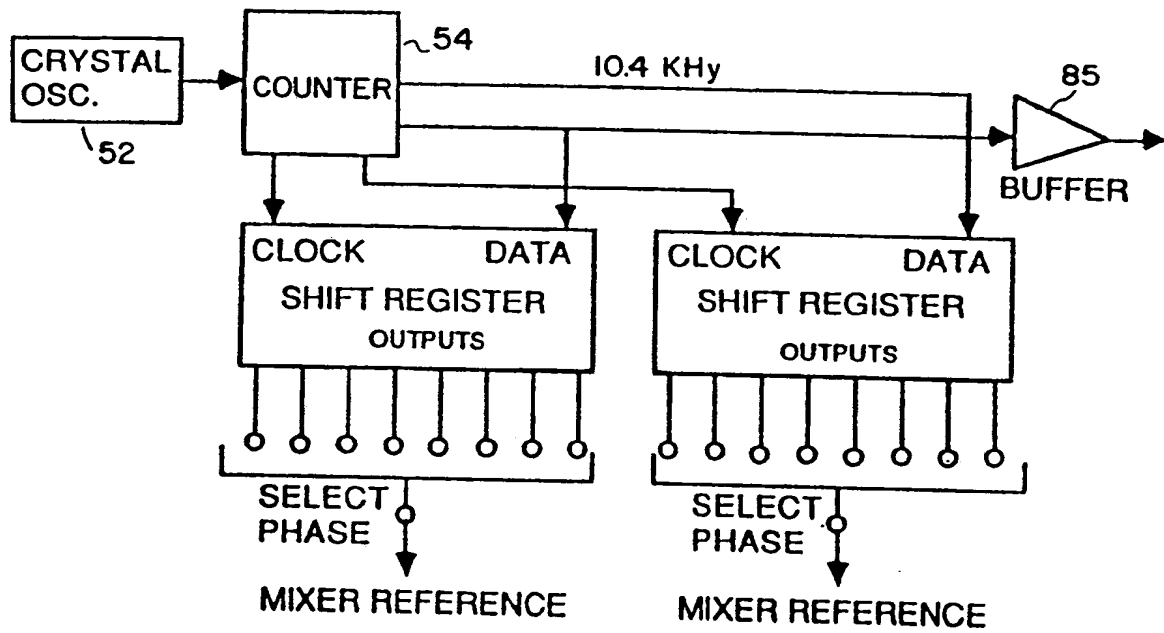 54
CRYSTAL
OSC.
52
COUNTER
10.4 KHy
85
BUFFER
CLOCK DATA
SHIFT REGISTER
OUTPUTS
CLOCK DATA
SHIFT REGISTER
OUTPUTS
SELECT
PHASE
MIXER REFERENCE
SELECT
PHASE
MIXER REFERENCE